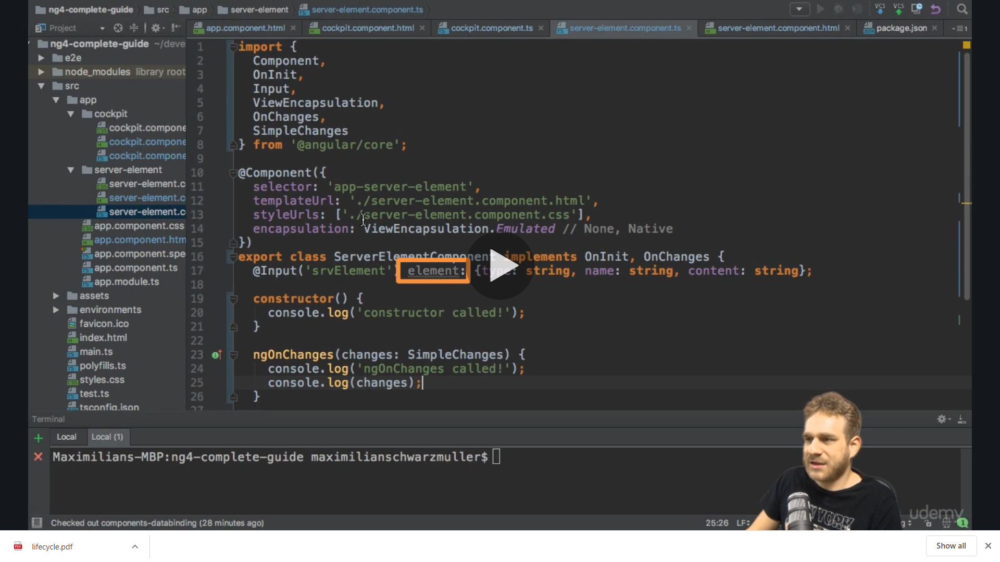 ng4-complete-guide src app server-element server-element.component.ts
VCS VCS
Project
app.component.html cockpit.component.html cockpit.component.ts server-element.component.ts server-element.component.html package.json
ng4-complete-guide ~/deve
e2e
node_modules library root
src
app
cockpit
cockpit.compone
cockpit.compone
cockpit.compone
server-element
server-element.c
server-element.c
server-element.c
app.component.css
app.component.htm
app.component.spe
app.component.ts
app.module.ts
assets
environments
favicon.ico
index.html
main.ts
polyfills.ts
styles.css
test.ts
tsconfig.json
1 import {
2 Component,
3 OnInit,
4 Input,
5 ViewEncapsulation,
6 OnChanges,
7 SimpleChanges
8 } from '@angular/core';
9
10 @Component({
11 selector: 'app-server-element',
12 templateUrl: './server-element.component.html',
13 styleUrls: ['./server-element.component.css'],
14 encapsulation: ViewEncapsulation.Emulated // None, Native
15 })
16 export class ServerElementComponent implements OnInit, OnChanges {
17 @Input('srvElement') element: {type: string, name: string, content: string};
18
19 constructor() {
20 console.log('constructor called!');
21 }
22
23 ngOnChanges(changes: SimpleChanges) {
24 console.log('ngOnChanges called!');
25 console.log(changes);
26 }
27
Terminal
Local Local (1)
Maximilians-MBP:ng4-complete-guide maximilianschwarzmuller$
Checked out components-databinding (28 minutes ago)
25:26 LF
YORK
udemy
1
lifecycle.pdf
Show all